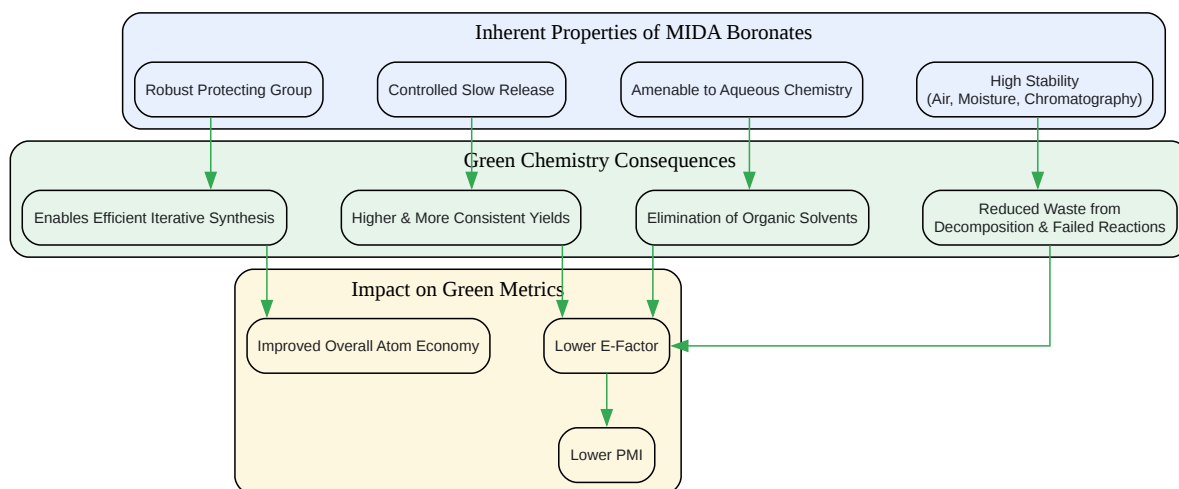 Inherent Properties of MIDA Boronates
Robust Protecting Group
Controlled Slow Release
Amenable to Aqueous Chemistry
High Stability
(Air, Moisture, Chromatography)
Green Chemistry Consequences
Enables Efficient Iterative Synthesis
Higher & More Consistent Yields
Elimination of Organic Solvents
Reduced Waste from
Decomposition & Failed Reactions
Impact on Green Metrics
Improved Overall Atom Economy
Lower E-Factor
Lower PMI